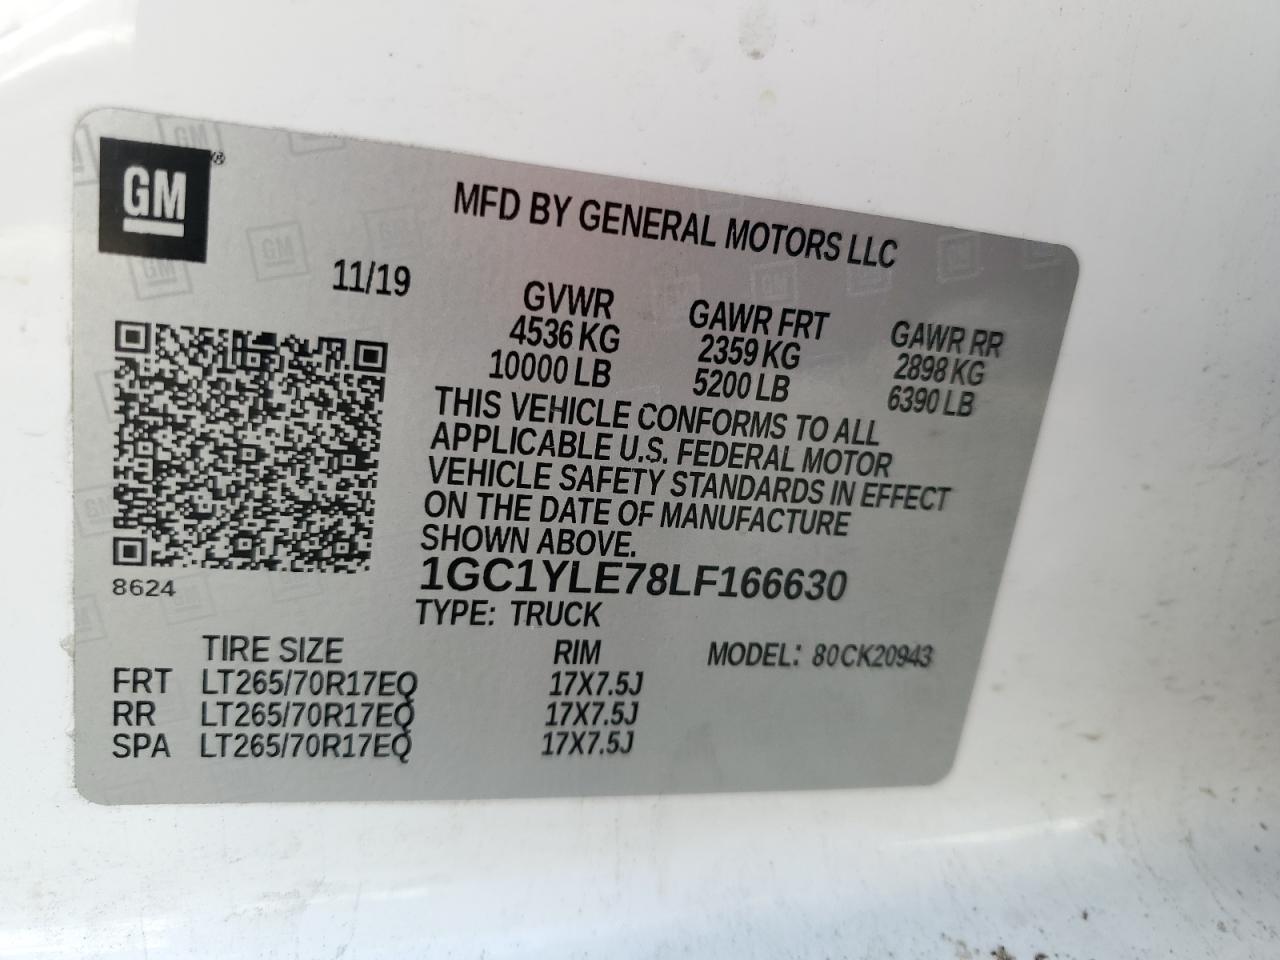 GM
MFD BY GENERAL MOTORS LLC
11/19
GVWR GAWR FRT GAWR RR
4536 KG 2359 KG 2898 KG
10000 LB 5200 LB 6390 LB
THIS VEHICLE CONFORMS TO ALL
APPLICABLE U.S. FEDERAL MOTOR
VEHICLE SAFETY STANDARDS IN EFFECT
ON THE DATE OF MANUFACTURE
SHOWN ABOVE.
8624
1GC1YLE78LF166630
TYPE: TRUCK
TIRE SIZE RIM MODEL: 80CK20943
FRT LT265/70R17EQ 17X7.5J
RR LT265/70R17EQ 17X7.5J
SPA LT265/70R17EQ 17X7.5J